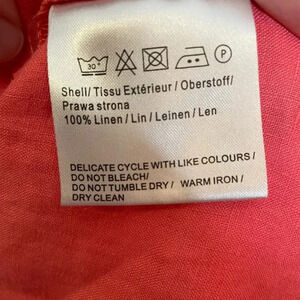 30° P
Shell/ Tissu Extérieur / Oberstoff/
Prawa strona
100% Linen / Lin / Leinen / Len
DELICATE CYCLE WITH LIKE COLOURS /
DO NOT BLEACH/
DO NOT TUMBLE DRY / WARM IRON /
DRY CLEAN